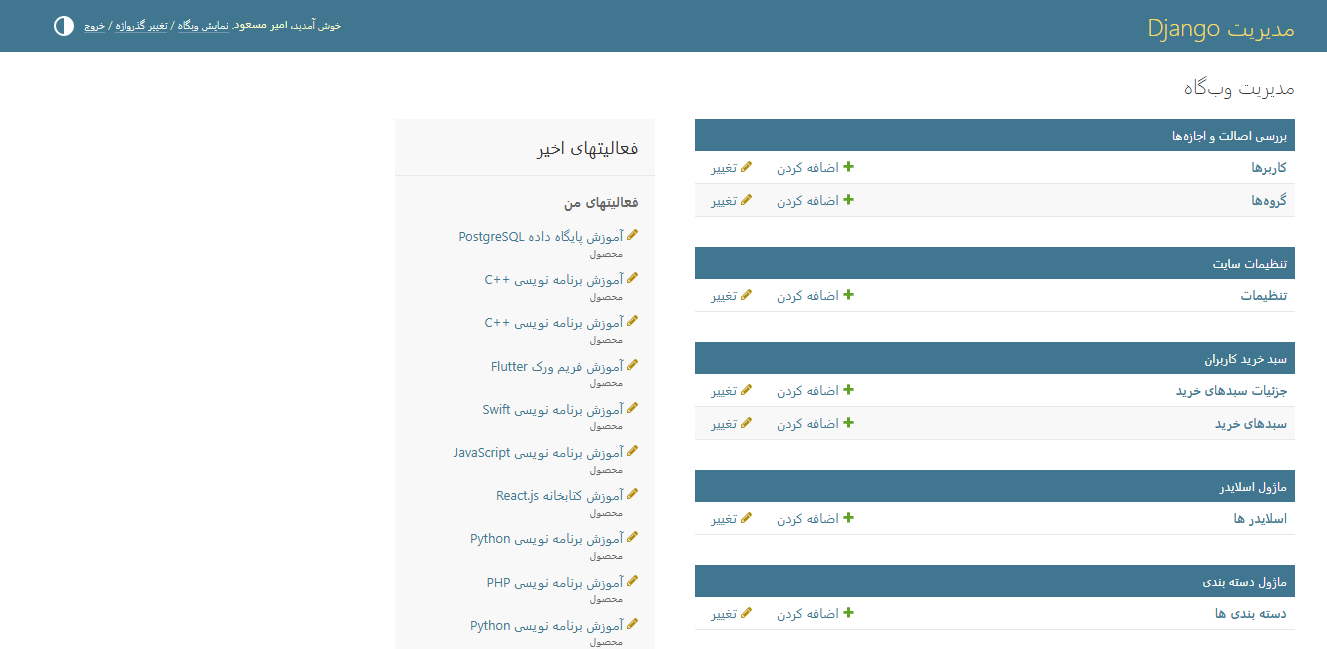 مدیریت Django
خوش آمدید، امیر مسعود. نمایش وبگاه / تغییر گذرواژه / خروج
مدیریت وب‌گاه
بررسی اصالت و اجازه‌ها
کاربرها اضافه کردن تغییر
گروه‌ها اضافه کردن تغییر
تنظیمات سایت
تنظیمات اضافه کردن تغییر
سبد خرید کاربران
جزئیات سبدهای خرید اضافه کردن تغییر
سبدهای خرید اضافه کردن تغییر
ماژول اسلایدر
اسلایدر ها اضافه کردن تغییر
ماژول دسته بندی
دسته بندی ها اضافه کردن تغییر
فعالیتهای اخیر
فعالیتهای من
آموزش پایگاه داده PostgreSQL
محصول
آموزش برنامه نویسی C++
محصول
آموزش برنامه نویسی C++
محصول
آموزش فریم ورک Flutter
محصول
آموزش برنامه نویسی Swift
محصول
آموزش برنامه نویسی JavaScript
محصول
آموزش کتابخانه React.js
محصول
آموزش برنامه نویسی Python
محصول
آموزش برنامه نویسی PHP
محصول
آموزش برنامه نویسی Python
محصول